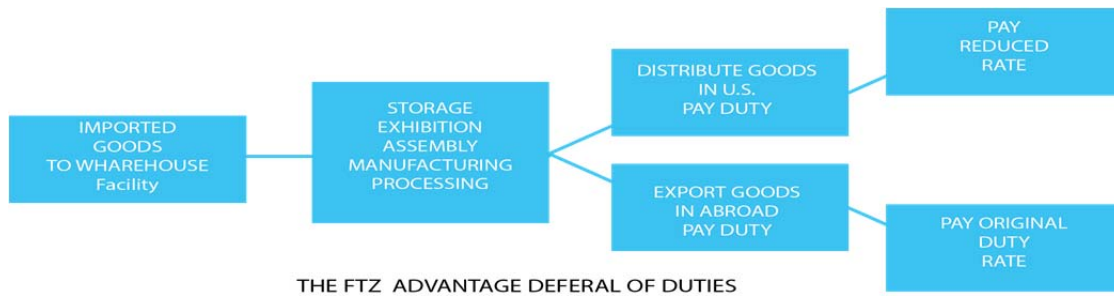 IMPORTED
GOODS
TO WHAREHOUSE
Facility
STORAGE
EXHIBITION
ASSEMBLY
MANUFACTURING
PROCESSING
DISTRIBUTE GOODS
IN U.S.
PAY DUTY
PAY
REDUCED
RATE
EXPORT GOODS
IN ABROAD
PAY DUTY
PAY ORIGINAL
DUTY
RATE
THE FTZ ADVANTAGE DEFERAL OF DUTIES